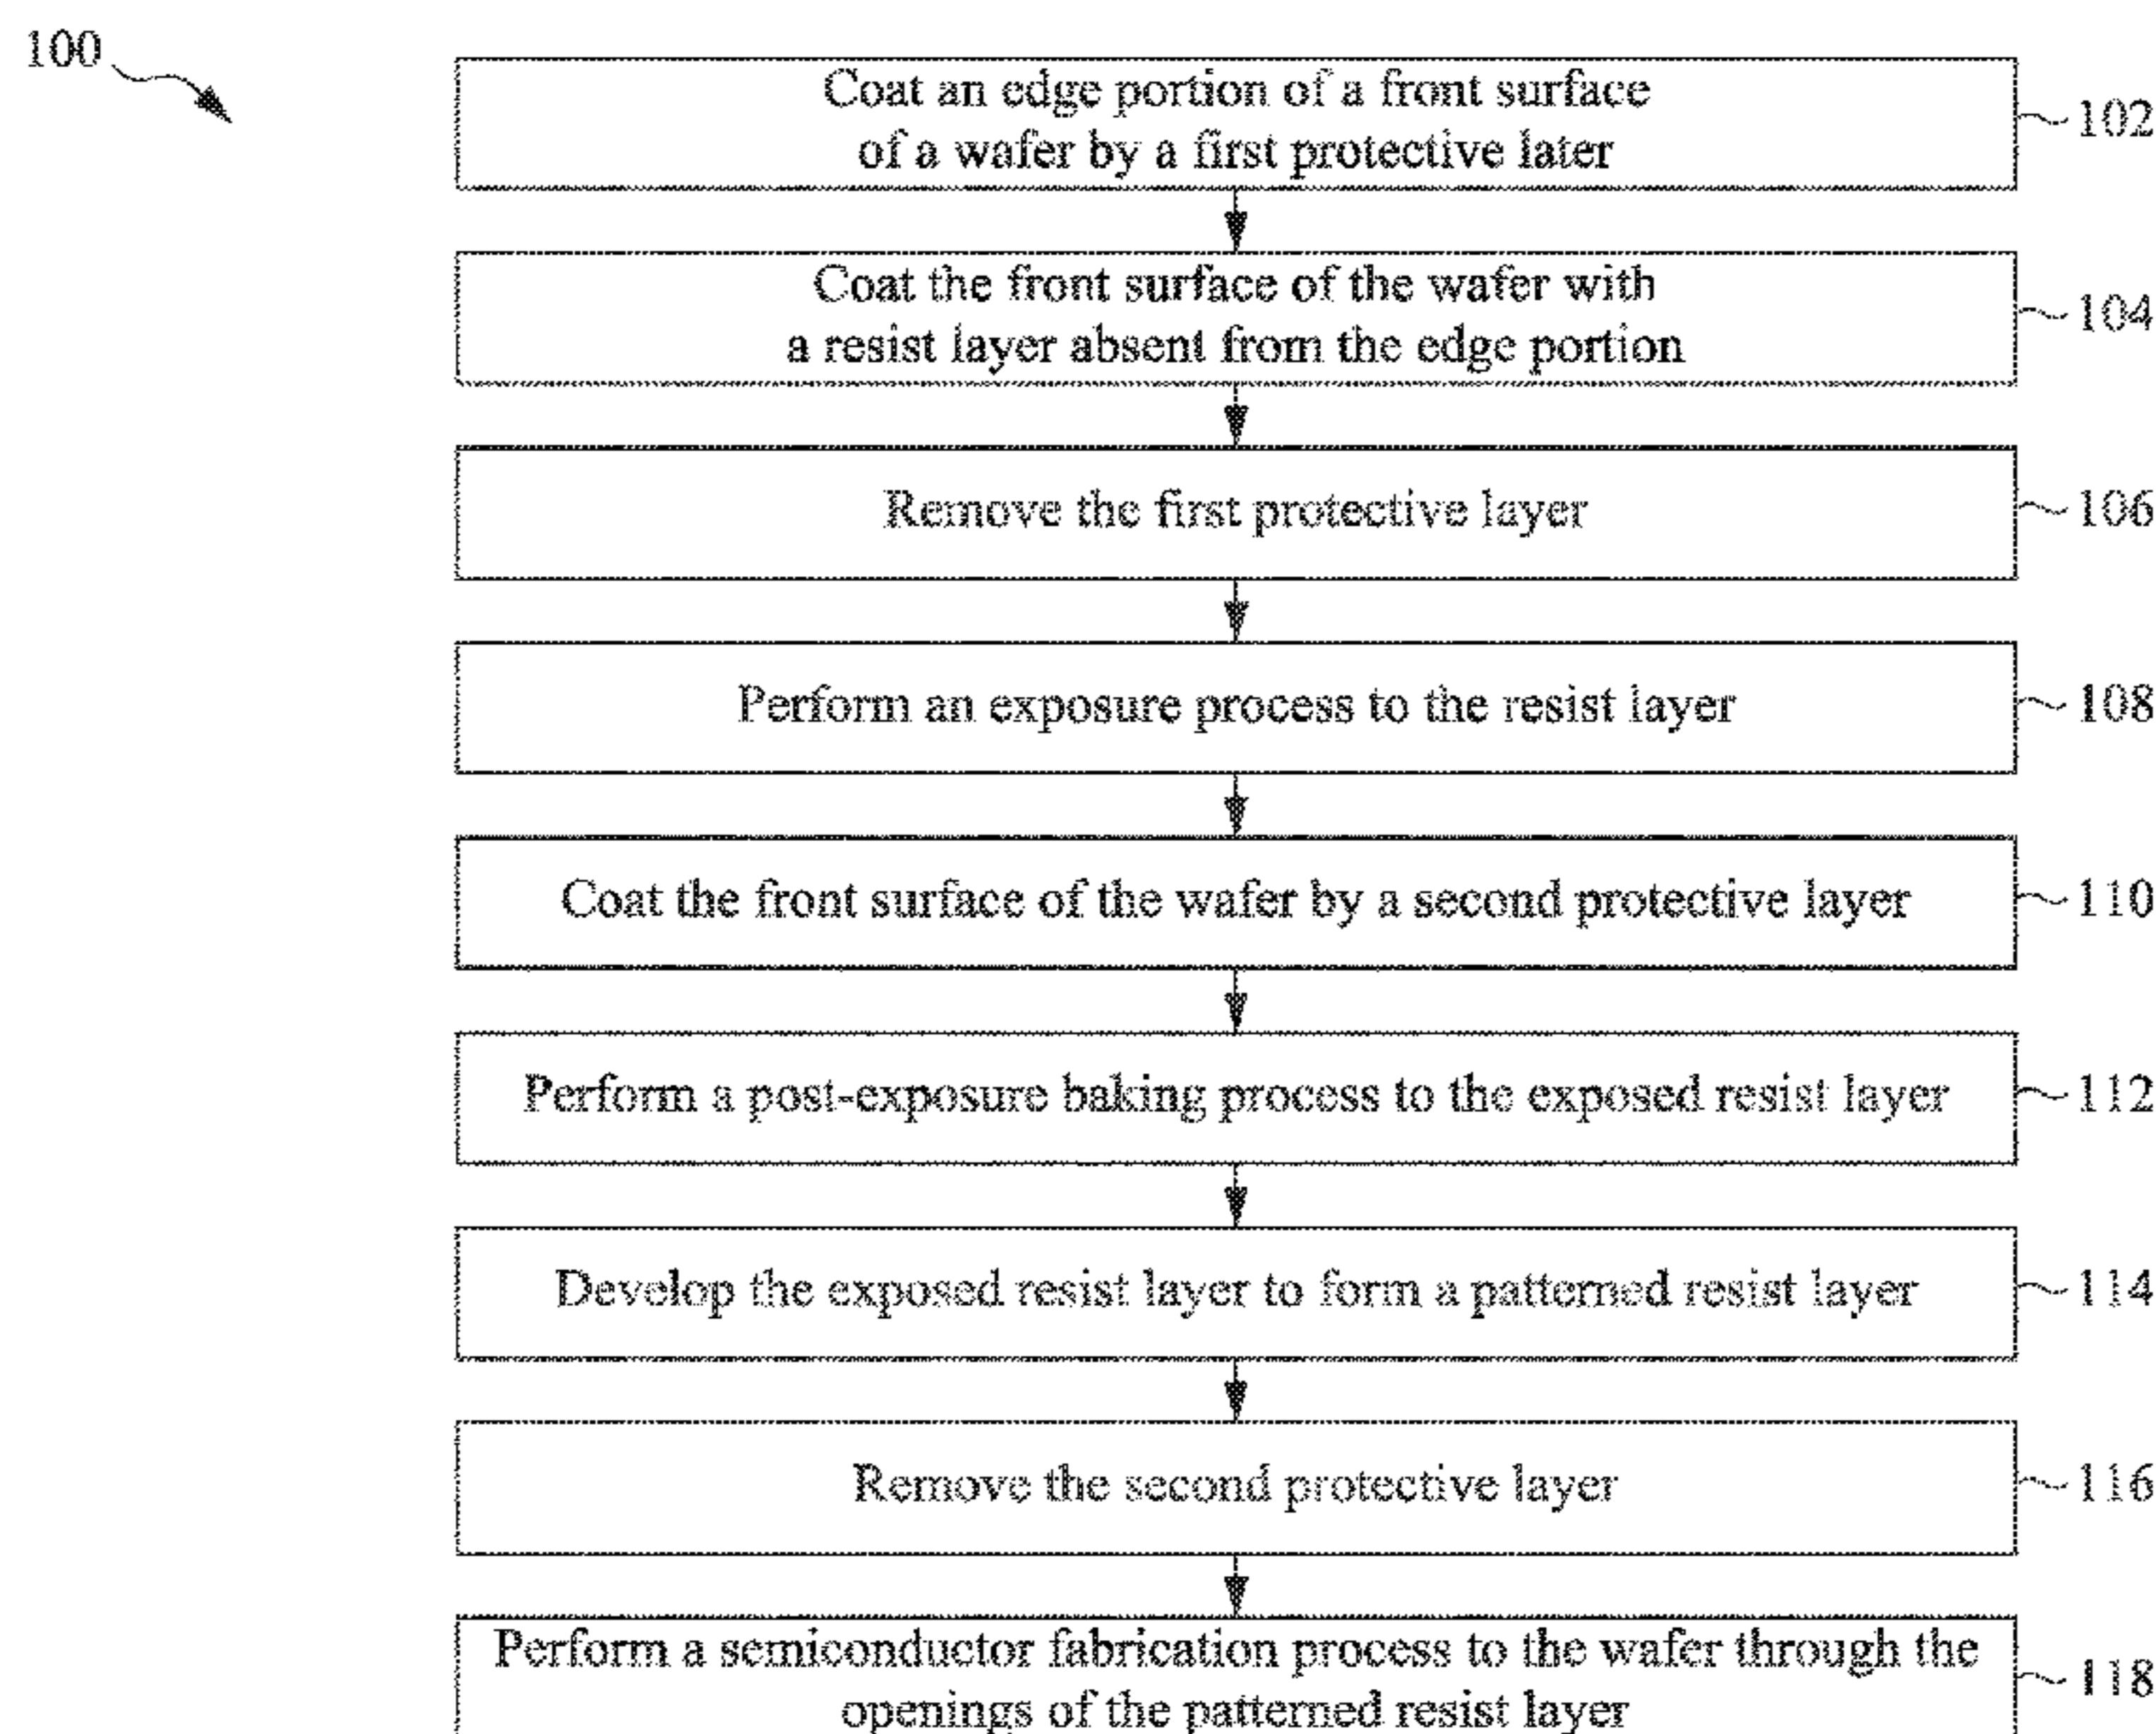 100
Coat an edge portion of a front surface
of a wafer by a first protective later
102
Coat the front surface of the wafer with
a resist layer absent from the edge portion
104
Remove the first protective layer
106
Perform an exposure process to the resist layer
108
Coat the front surface of the wafer by a second protective layer
110
Perform a post-exposure baking process to the exposed resist layer
112
Develop the exposed resist layer to form a patterned resist layer
114
Remove the second protective layer
116
Perform a semiconductor fabrication process to the wafer through the
openings of the patterned resist layer
118